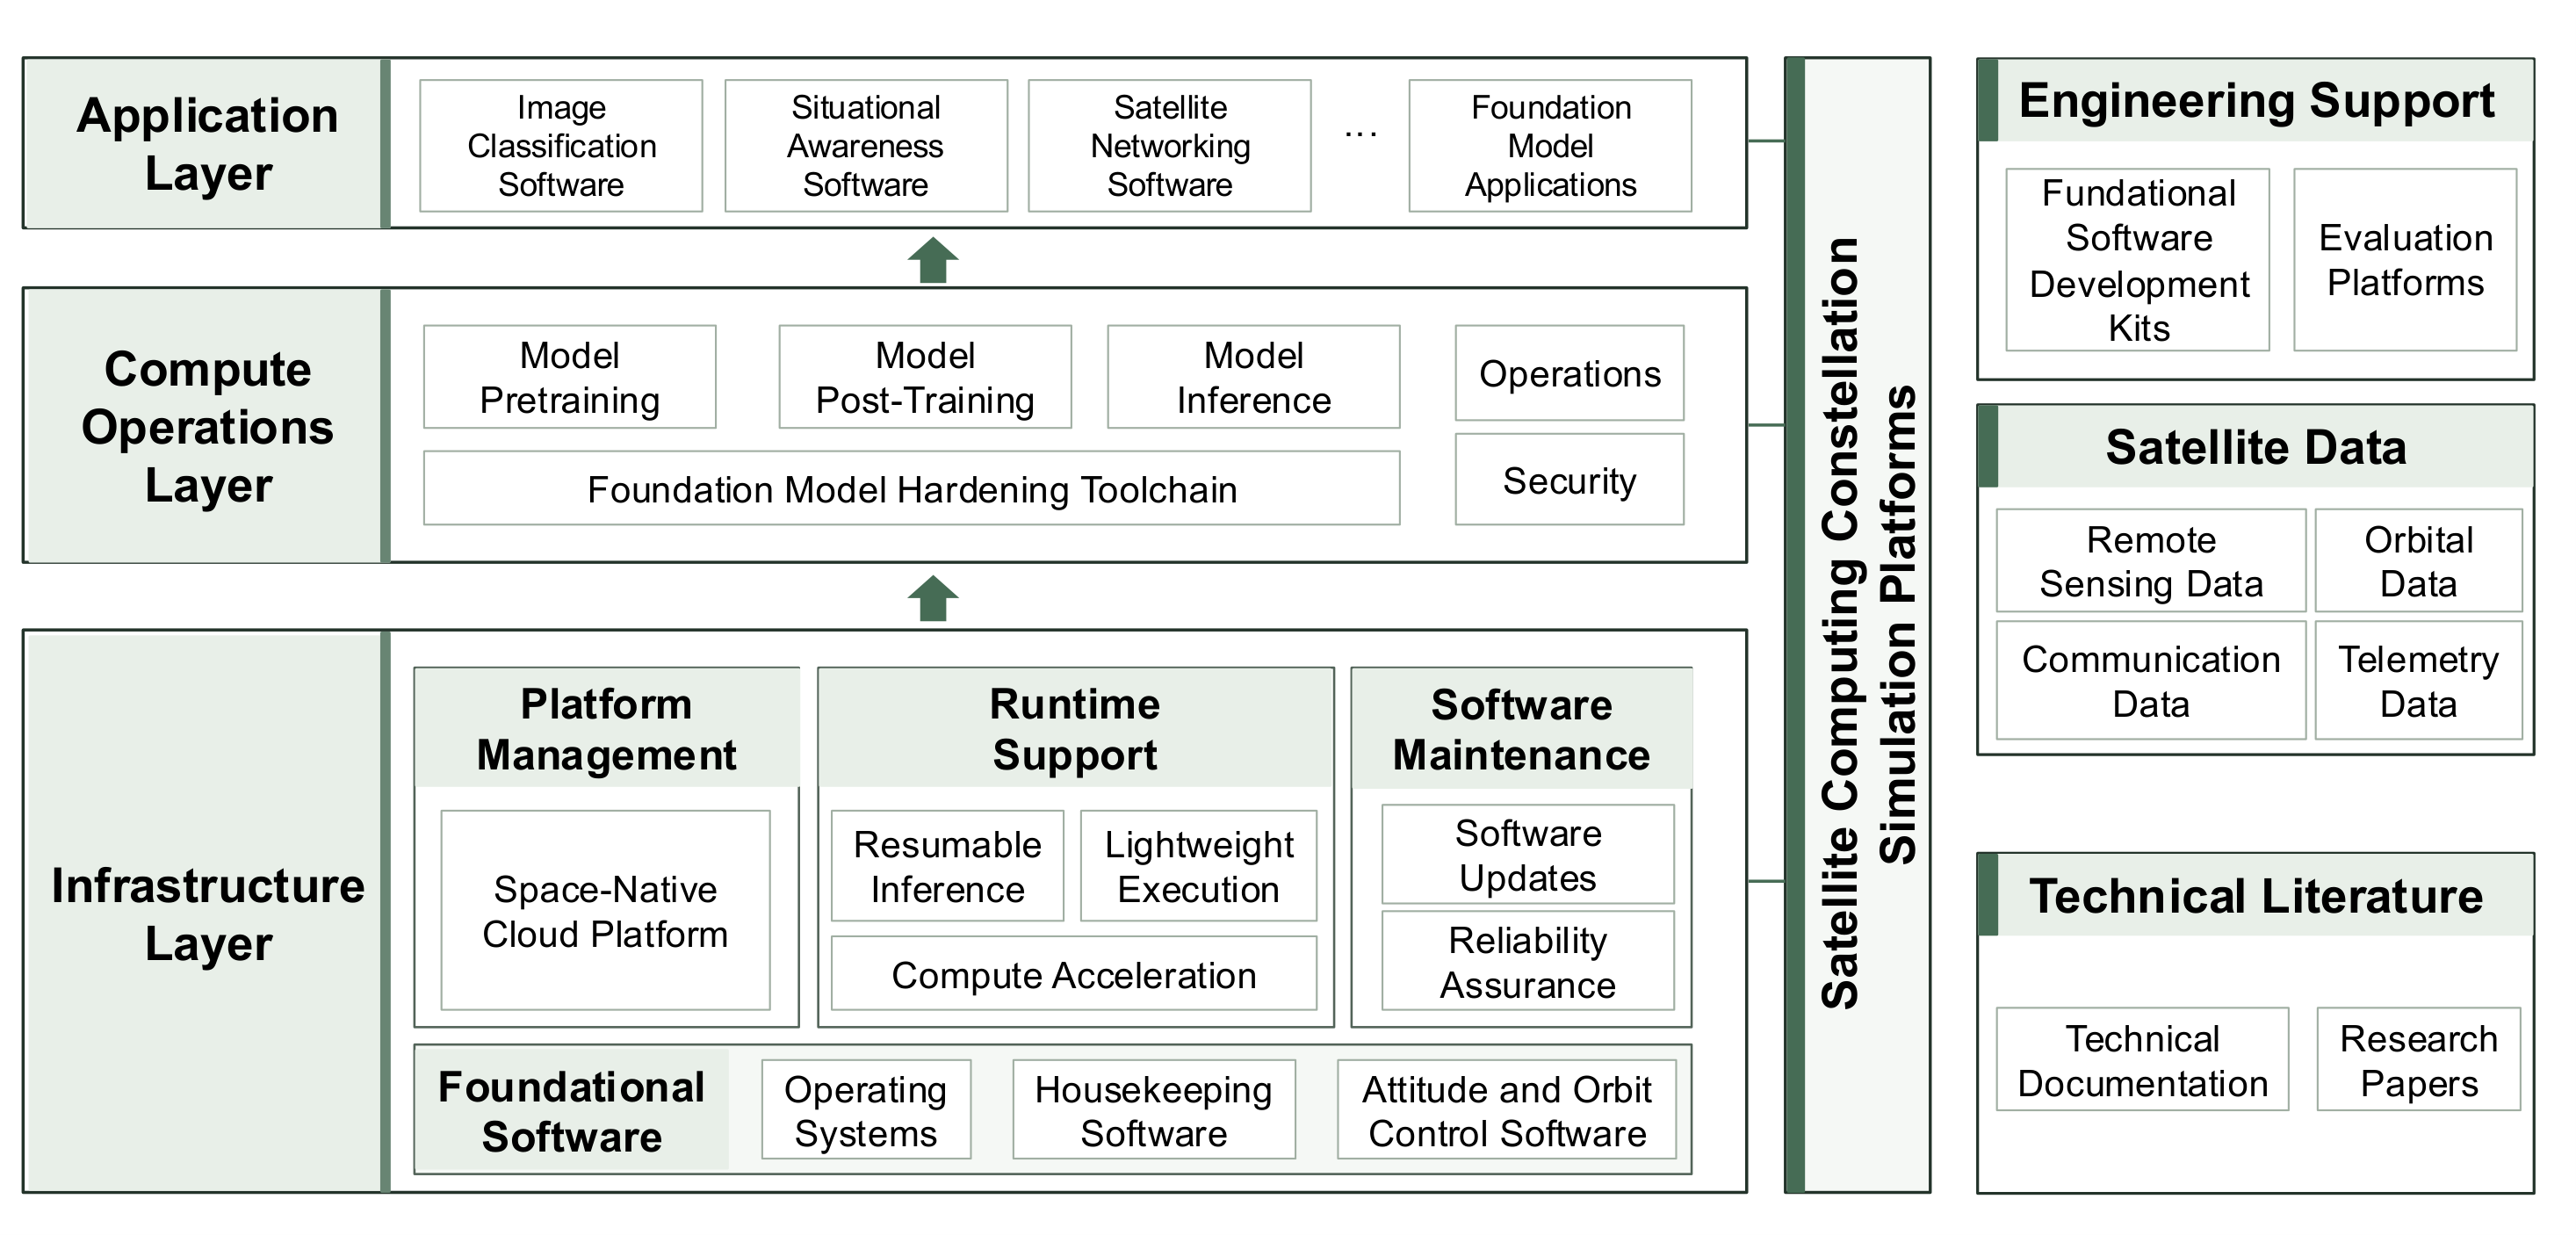 Application
Layer
Image
Classification
Software
Situational
Awareness
Software
Satellite
Networking
Software
...
Foundation
Model
Applications
Compute
Operations
Layer
Model
Pretraining
Model
Post-Training
Model
Inference
Operations
Foundation Model Hardening Toolchain
Security
Infrastructure
Layer
Platform
Management
Space-Native
Cloud Platform
Runtime
Support
Resumable
Inference
Lightweight
Execution
Compute Acceleration
Software
Maintenance
Software
Updates
Reliability
Assurance
Foundational
Software
Operating
Systems
Housekeeping
Software
Attitude and Orbit
Control Software
Satellite Computing Constellation
Simulation Platforms
Engineering Support
Fundational
Software
Development
Kits
Evaluation
Platforms
Satellite Data
Remote
Sensing Data
Orbital
Data
Communication
Data
Telemetry
Data
Technical Literature
Technical
Documentation
Research
Papers